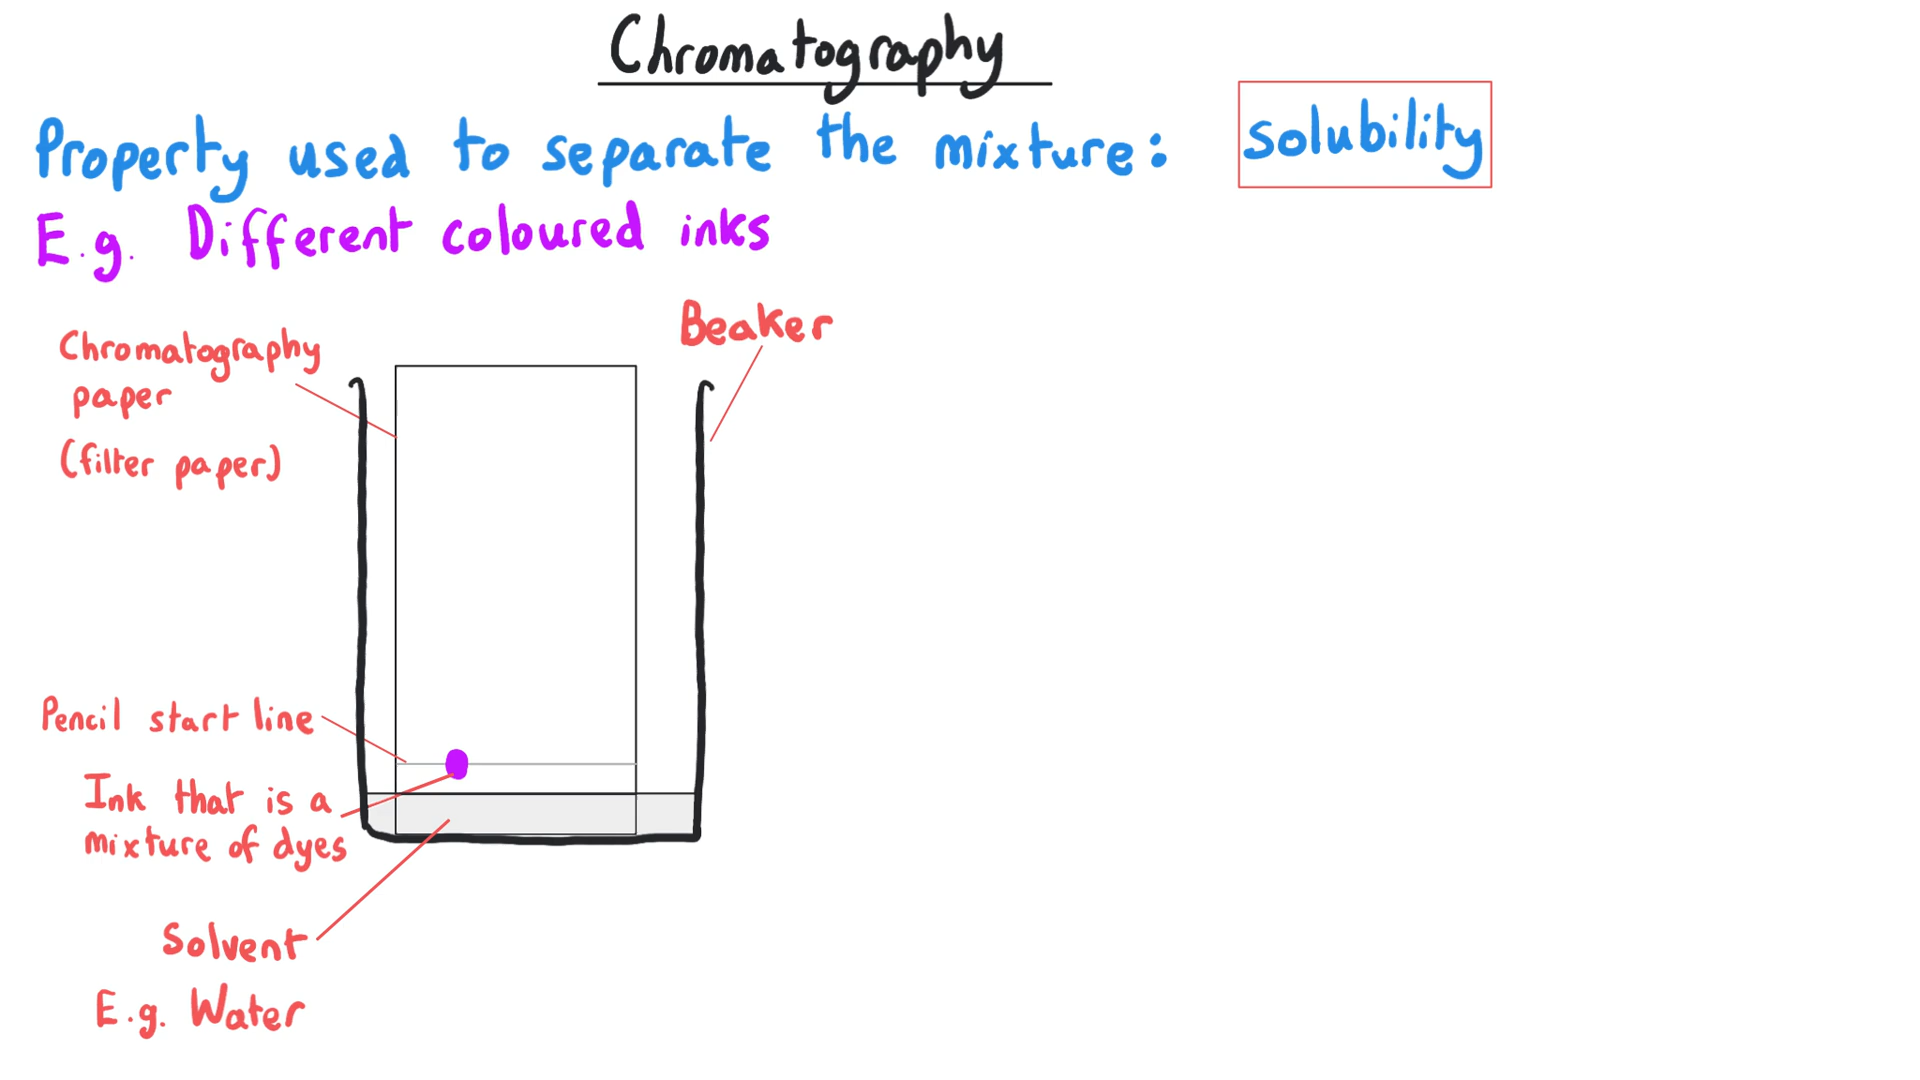 Chromatography
Property used to separate the mixture: solubility
E.g. Different coloured inks
Beaker
Chromatography
paper
(filter paper)
Pencil start line
Ink that is a
mixture of dyes
Solvent
E.g. Water